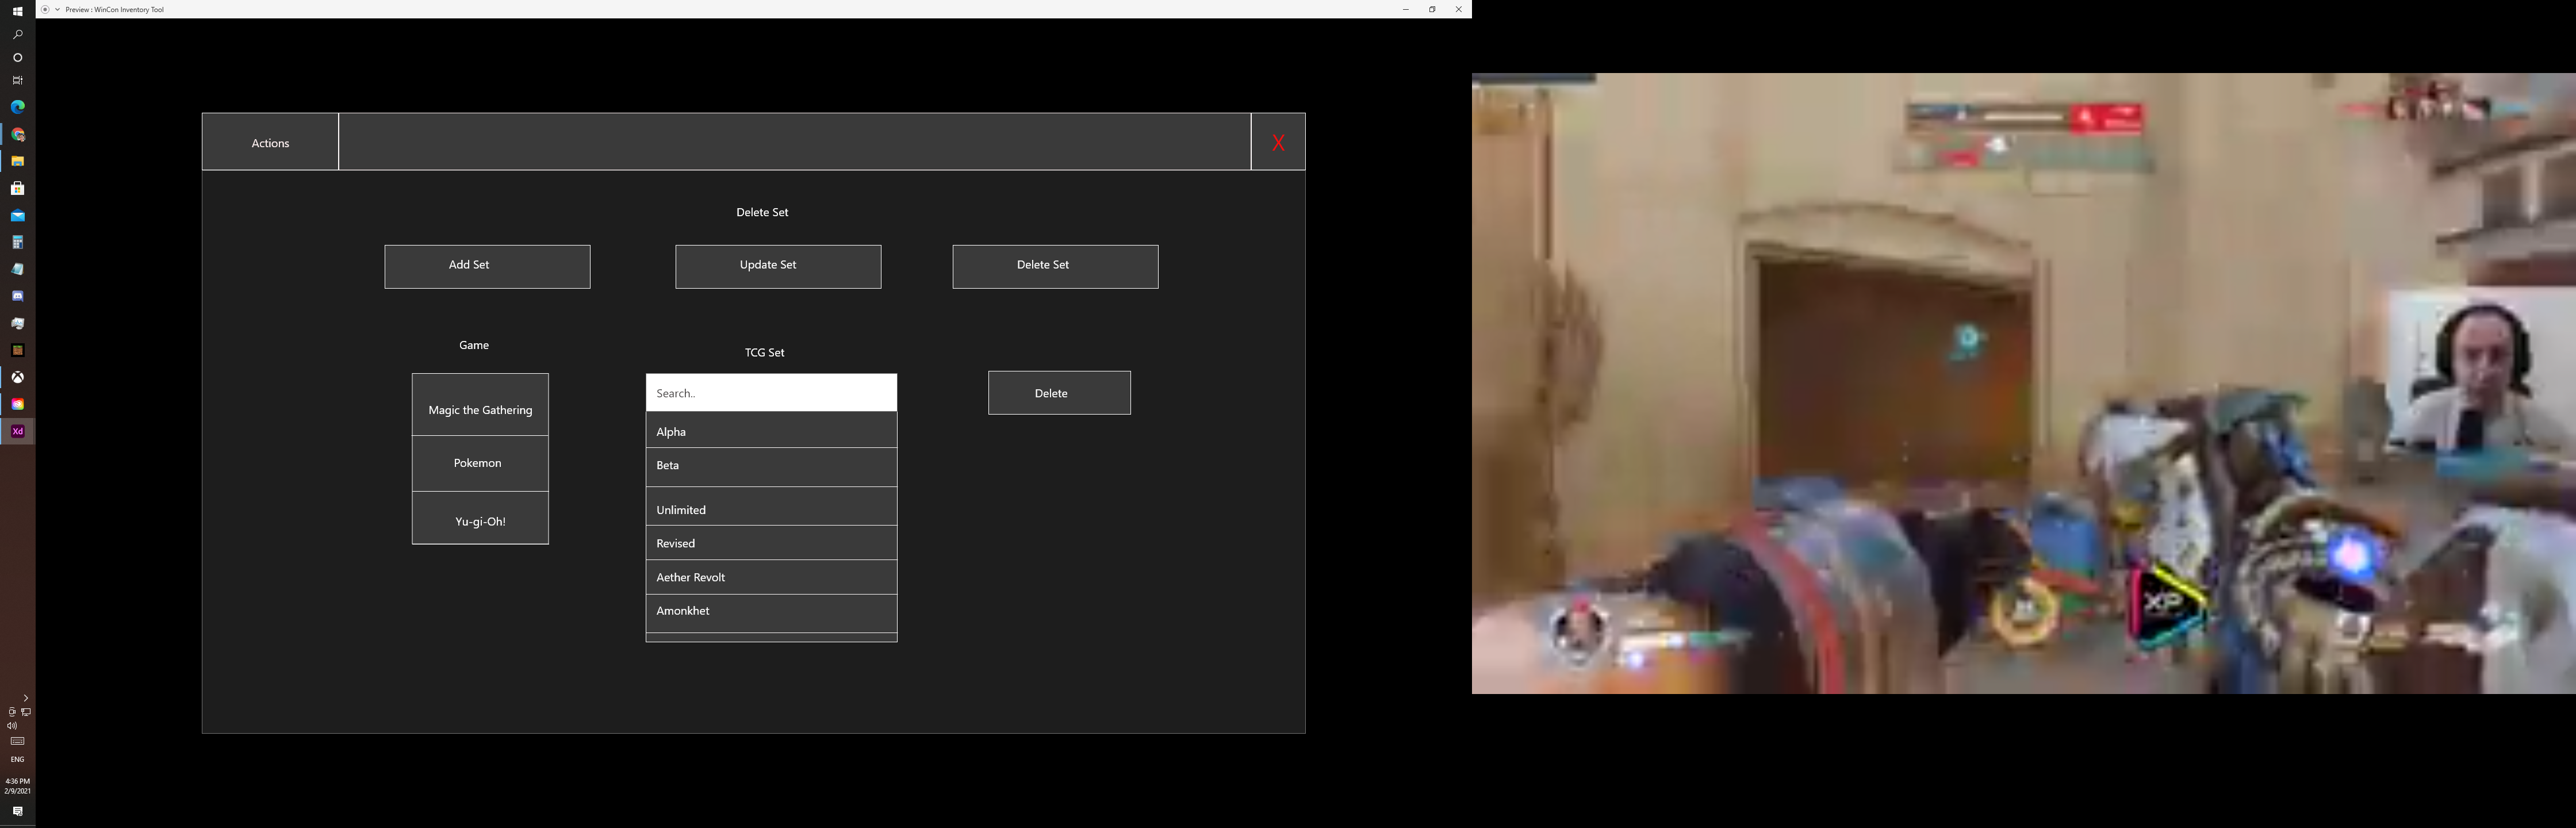 Preview : WinCon Inventory Tool
Actions
X
Delete Set
Add Set
Update Set
Delete Set
Game
TCG Set
Magic the Gathering
Pokemon
Yu-gi-Oh!
Search..
Alpha
Beta
Unlimited
Revised
Aether Revolt
Amonkhet
Delete
Xd
XP
ENG
4:36 PM
2/9/2021